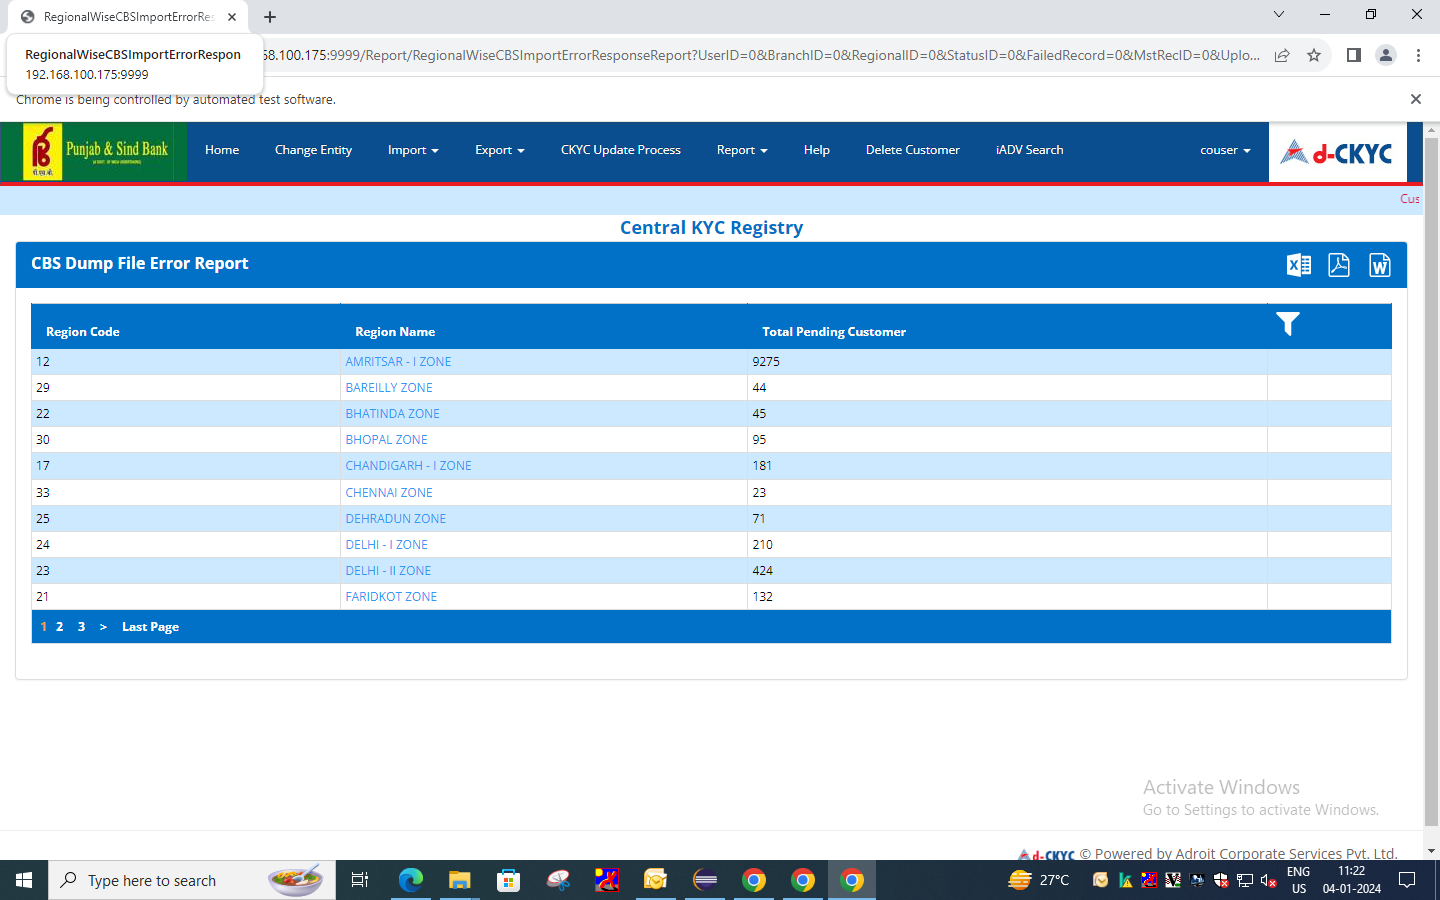 RegionalWiseCBSImportErrorRes
RegionalWiseCBSImportErrorRespon
192.168.100.175:9999
68.100.175:9999/Report/RegionalWiseCBSImportErrorResponseReport?UserID=0&BranchID=0&RegionalID=0&StatusID=0&FailedRecord=0&MstRecID=0&Uplo...
Chrome is being controlled by automated test software.
पी.एस.बी.
Punjab & Sind Bank
Home Change Entity Import Export CKYC Update Process Report Help Delete Customer iADV Search couser d-CKYC
Cus
Central KYC Registry
CBS Dump File Error Report
Region Code Region Name Total Pending Customer
12 AMRITSAR - I ZONE 9275
29 BAREILLY ZONE 44
22 BHATINDA ZONE 45
30 BHOPAL ZONE 95
17 CHANDIGARH - I ZONE 181
33 CHENNAI ZONE 23
25 DEHRADUN ZONE 71
24 DELHI - I ZONE 210
23 DELHI - II ZONE 424
21 FARIDKOT ZONE 132
1 2 3 > Last Page
Activate Windows
Go to Settings to activate Windows.
d-CKYC © Powered by Adroit Corporate Services Pvt. Ltd.
Type here to search
27°C
ENG
US
11:22
04-01-2024